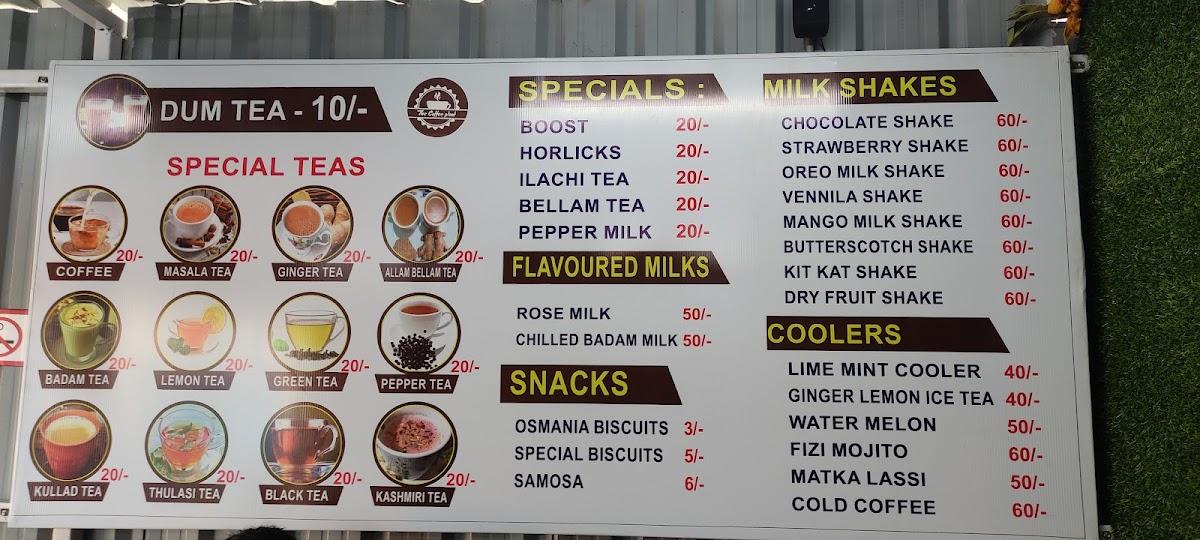 DUM TEA - 10/-
SPECIAL TEAS
20/- 20/- 20/- 20/-
COFFEE MASALA TEA GINGER TEA ALLAM BELLAM TEA
20/- 20/- 20/- 20/-
BADAM TEA LEMON TEA GREEN TEA PEPPER TEA
20/- 20/- 20/- 20/-
KULLAD TEA THULASI TEA BLACK TEA KASHMIRI TEA
SPECIALS :
BOOST 20/-
HORLICKS 20/-
ILACHI TEA 20/-
BELLAM TEA 20/-
PEPPER MILK 20/-
FLAVOURED MILKS
ROSE MILK 50/-
CHILLED BADAM MILK 50/-
SNACKS
OSMANIA BISCUITS 3/-
SPECIAL BISCUITS 5/-
SAMOSA 6/-
MILK SHAKES
CHOCOLATE SHAKE 60/-
STRAWBERRY SHAKE 60/-
OREO MILK SHAKE 60/-
VENNILA SHAKE 60/-
MANGO MILK SHAKE 60/-
BUTTERSCOTCH SHAKE 60/-
KIT KAT SHAKE 60/-
DRY FRUIT SHAKE 60/-
COOLERS
LIME MINT COOLER 40/-
GINGER LEMON ICE TEA 40/-
WATER MELON 50/-
FIZI MOJITO 60/-
MATKA LASSI 50/-
COLD COFFEE 60/-